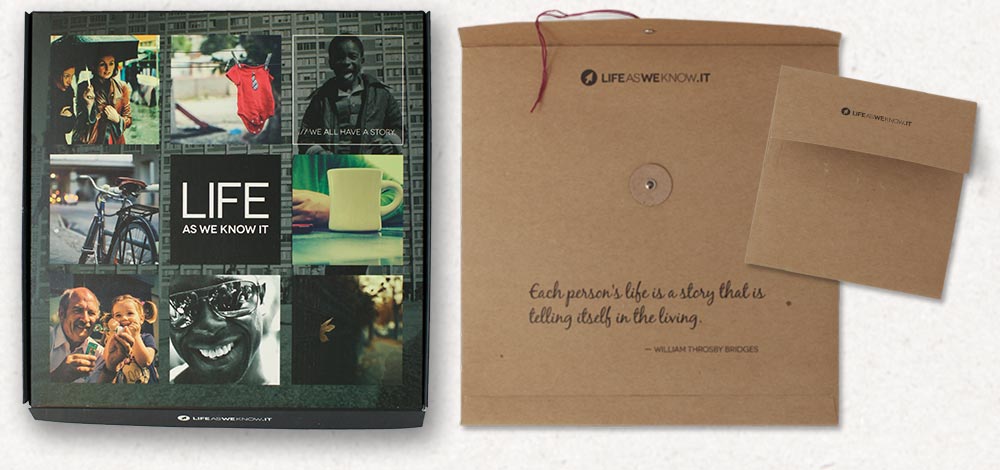 // WE ALL HAVE A STORY.
LIFE
AS WE KNOW IT
LIFEASWEKNOW.IT
LIFEASWEKNOW.IT
Each person's life is a story that is
telling itself in the living.
— WILLIAM THROSBY BRIDGES
LIFEASWEKNOW.IT